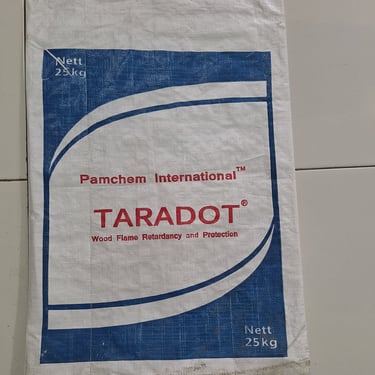 Nett
25kg
Pamchem International™
TARADOT®
Wood Flame Retardancy and Protection
Nett
25kg